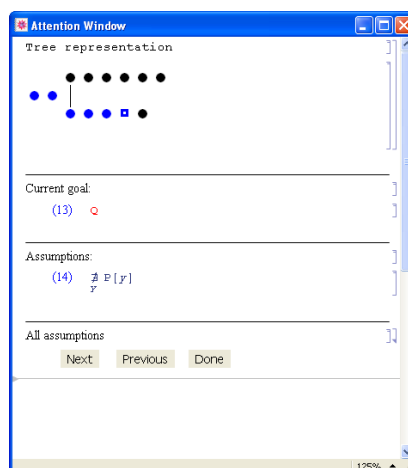 Attention Window
Tree representation
Current goal:
(13) Q
Assumptions:
(14) ∄ P[y]
y
All assumptions
Next Previous Done
125%